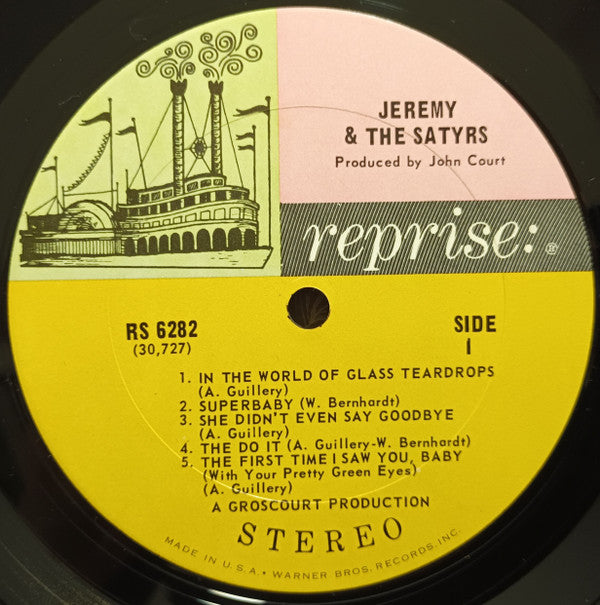 JEREMY
& THE SATYRS
Produced by John Court
reprise: ®
RS 6282
(30,727)
SIDE
1
1. IN THE WORLD OF GLASS TEARDROPS
(A. Guillery)
2. SUPERBABY (W. Bernhardt)
3. SHE DIDN'T EVEN SAY GOODBYE
(A. Guillery)
4. THE DO IT (A. Guillery-W. Bernhardt)
5. THE FIRST TIME I SAW YOU, BABY
(With Your Pretty Green Eyes)
(A. Guillery)
A GROSCOURT PRODUCTION
STEREO
MADE IN U.S.A. • WARNER BROS. RECORDS, INC.